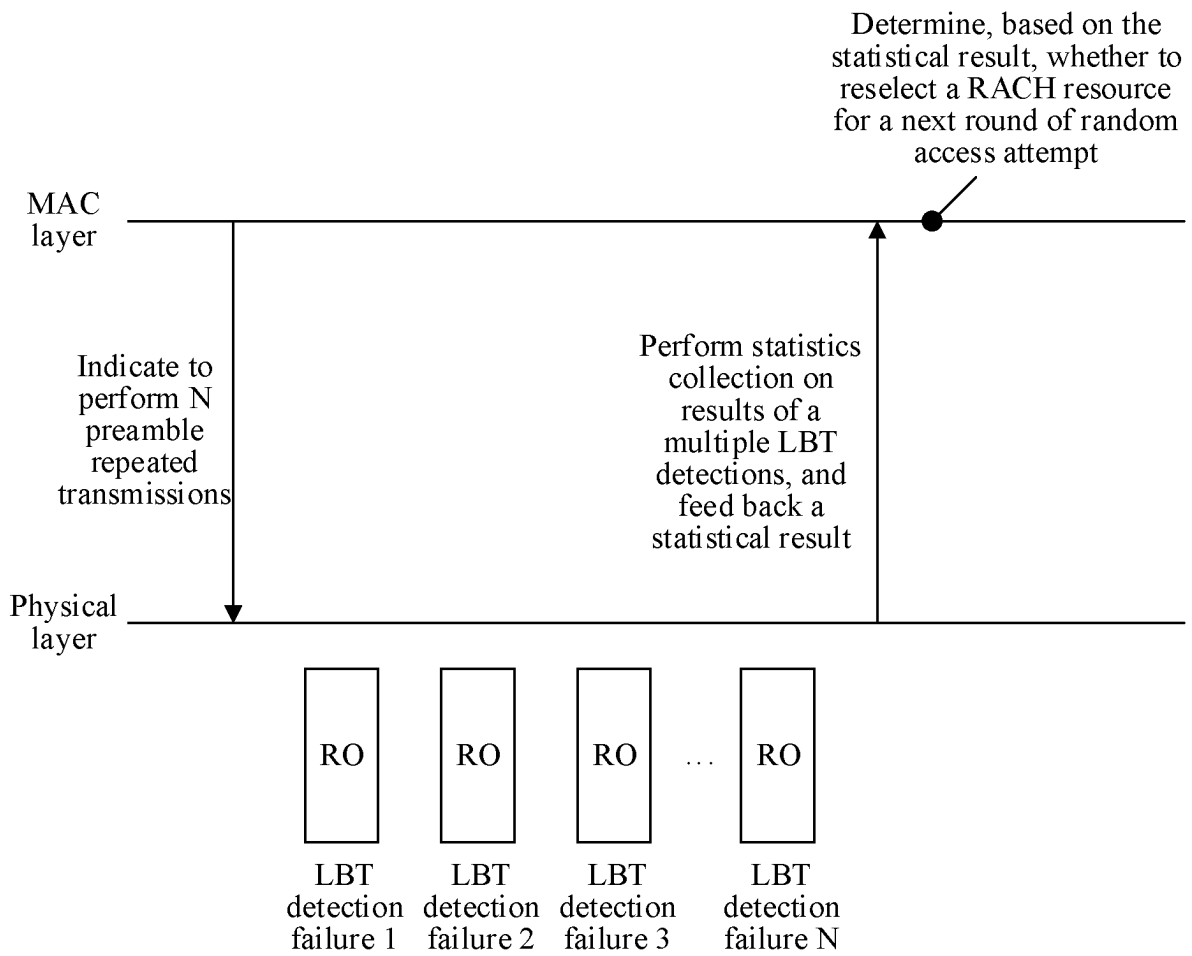 Determine, based on the
statistical result, whether to
reselect a RACH resource
for a next round of random
access attempt
MAC
layer
Indicate to
perform N
preamble
repeated
transmissions
Perform statistics
collection on
results of a
multiple LBT
detections, and
feed back a
statistical result
Physical
layer
RO
RO
RO
...
RO
LBT
detection
failure 1
LBT
detection
failure 2
LBT
detection
failure 3
LBT
detection
failure N